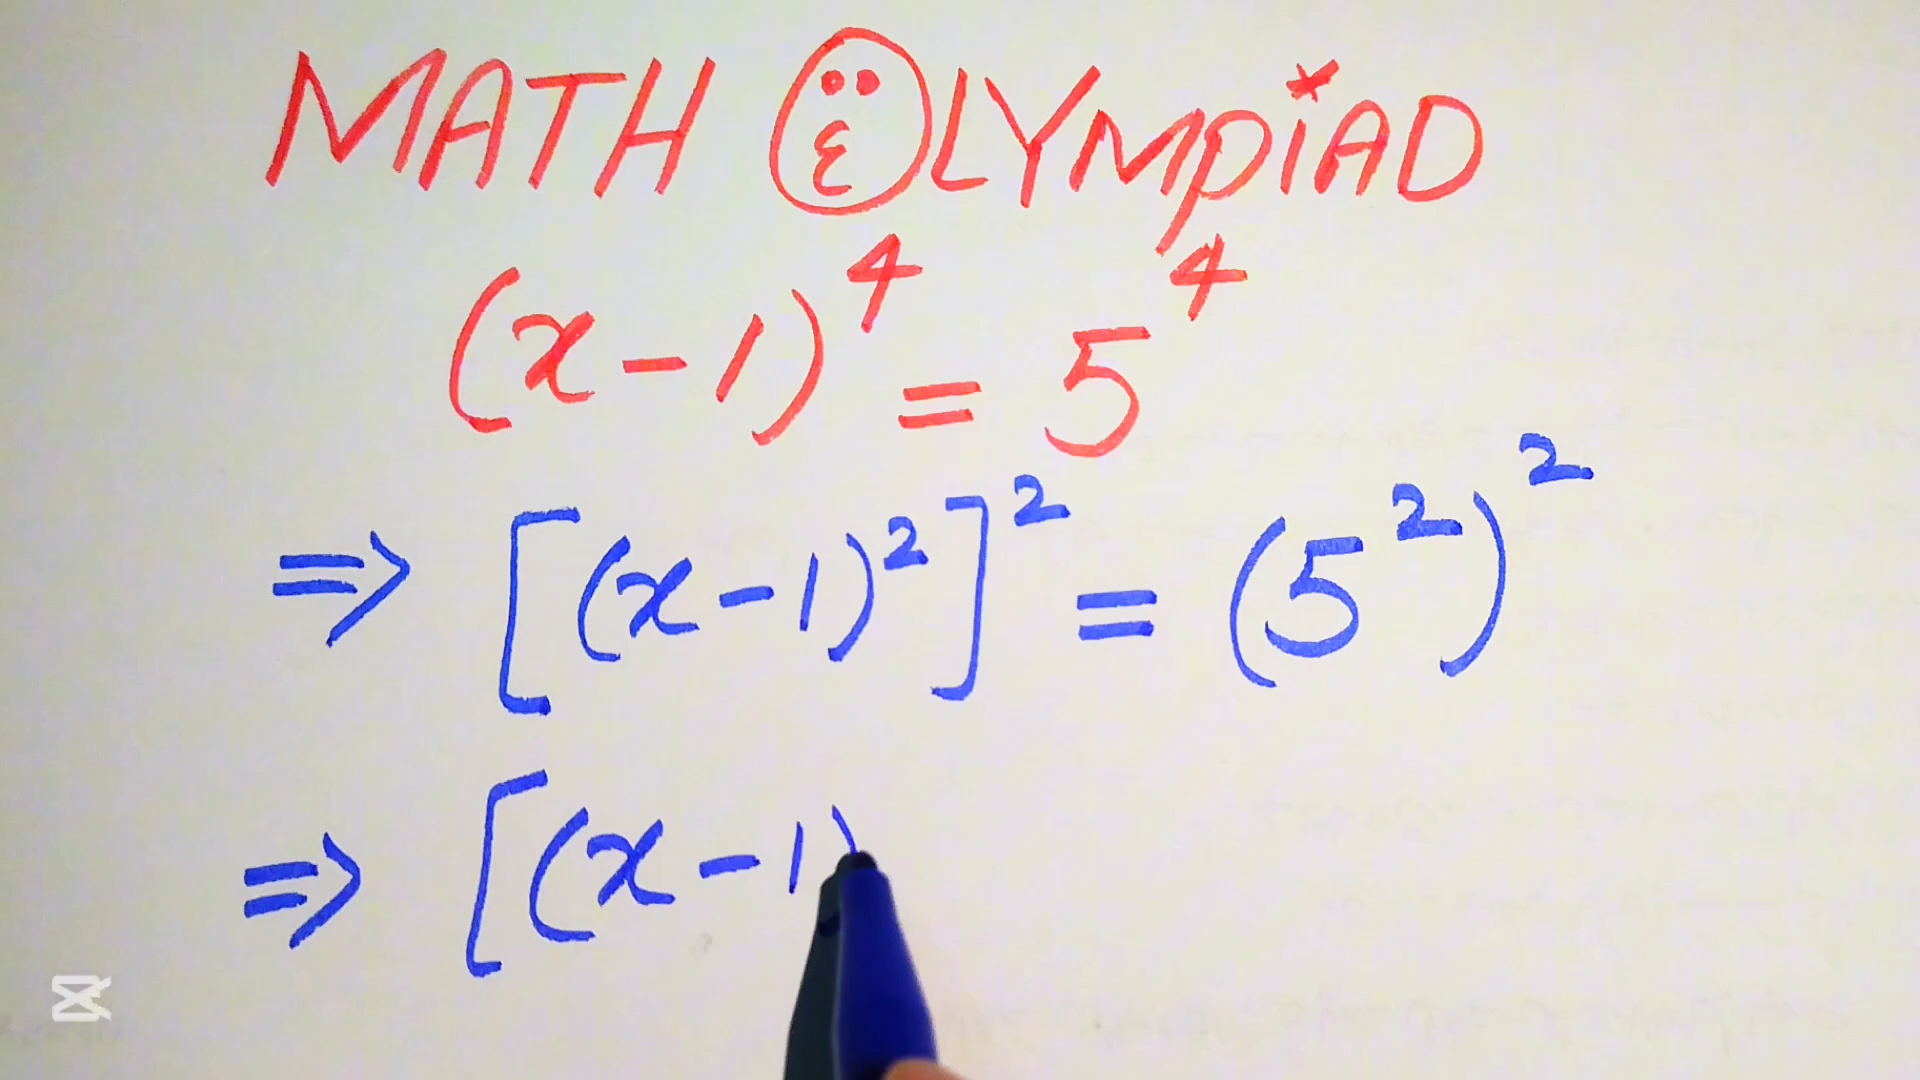 MATH OLYMPIAD
(x-1)⁴ = 5⁴
⇒ [(x-1)²]² = (5²)²
⇒ [(x-1)